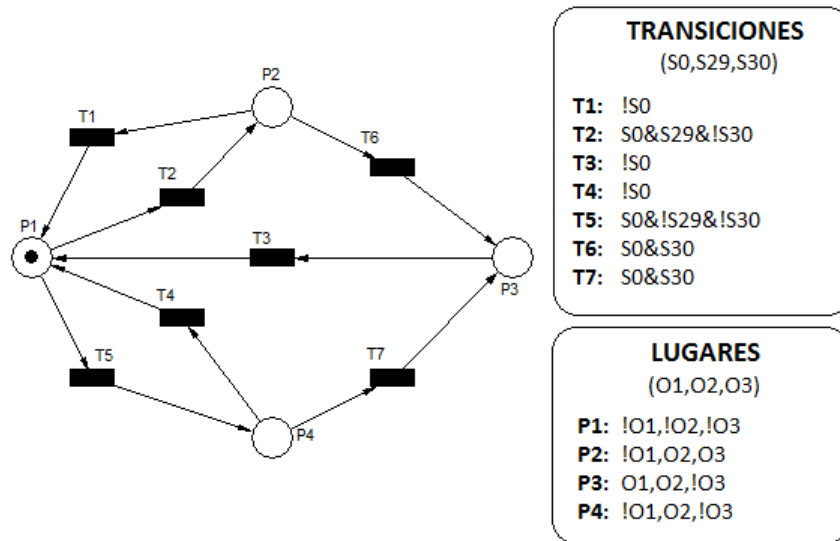 P2
T1
T6
T2
P1
T3
P3
T4
T5
T7
P4
TRANSICIONES
(S0,S29,S30)
T1: !S0
T2: S0&S29&!S30
T3: !S0
T4: !S0
T5: S0&!S29&!S30
T6: S0&S30
T7: S0&S30
LUGARES
(O1,O2,O3)
P1: !O1,!O2,!O3
P2: !O1,O2,O3
P3: O1,O2,!O3
P4: !O1,O2,!O3